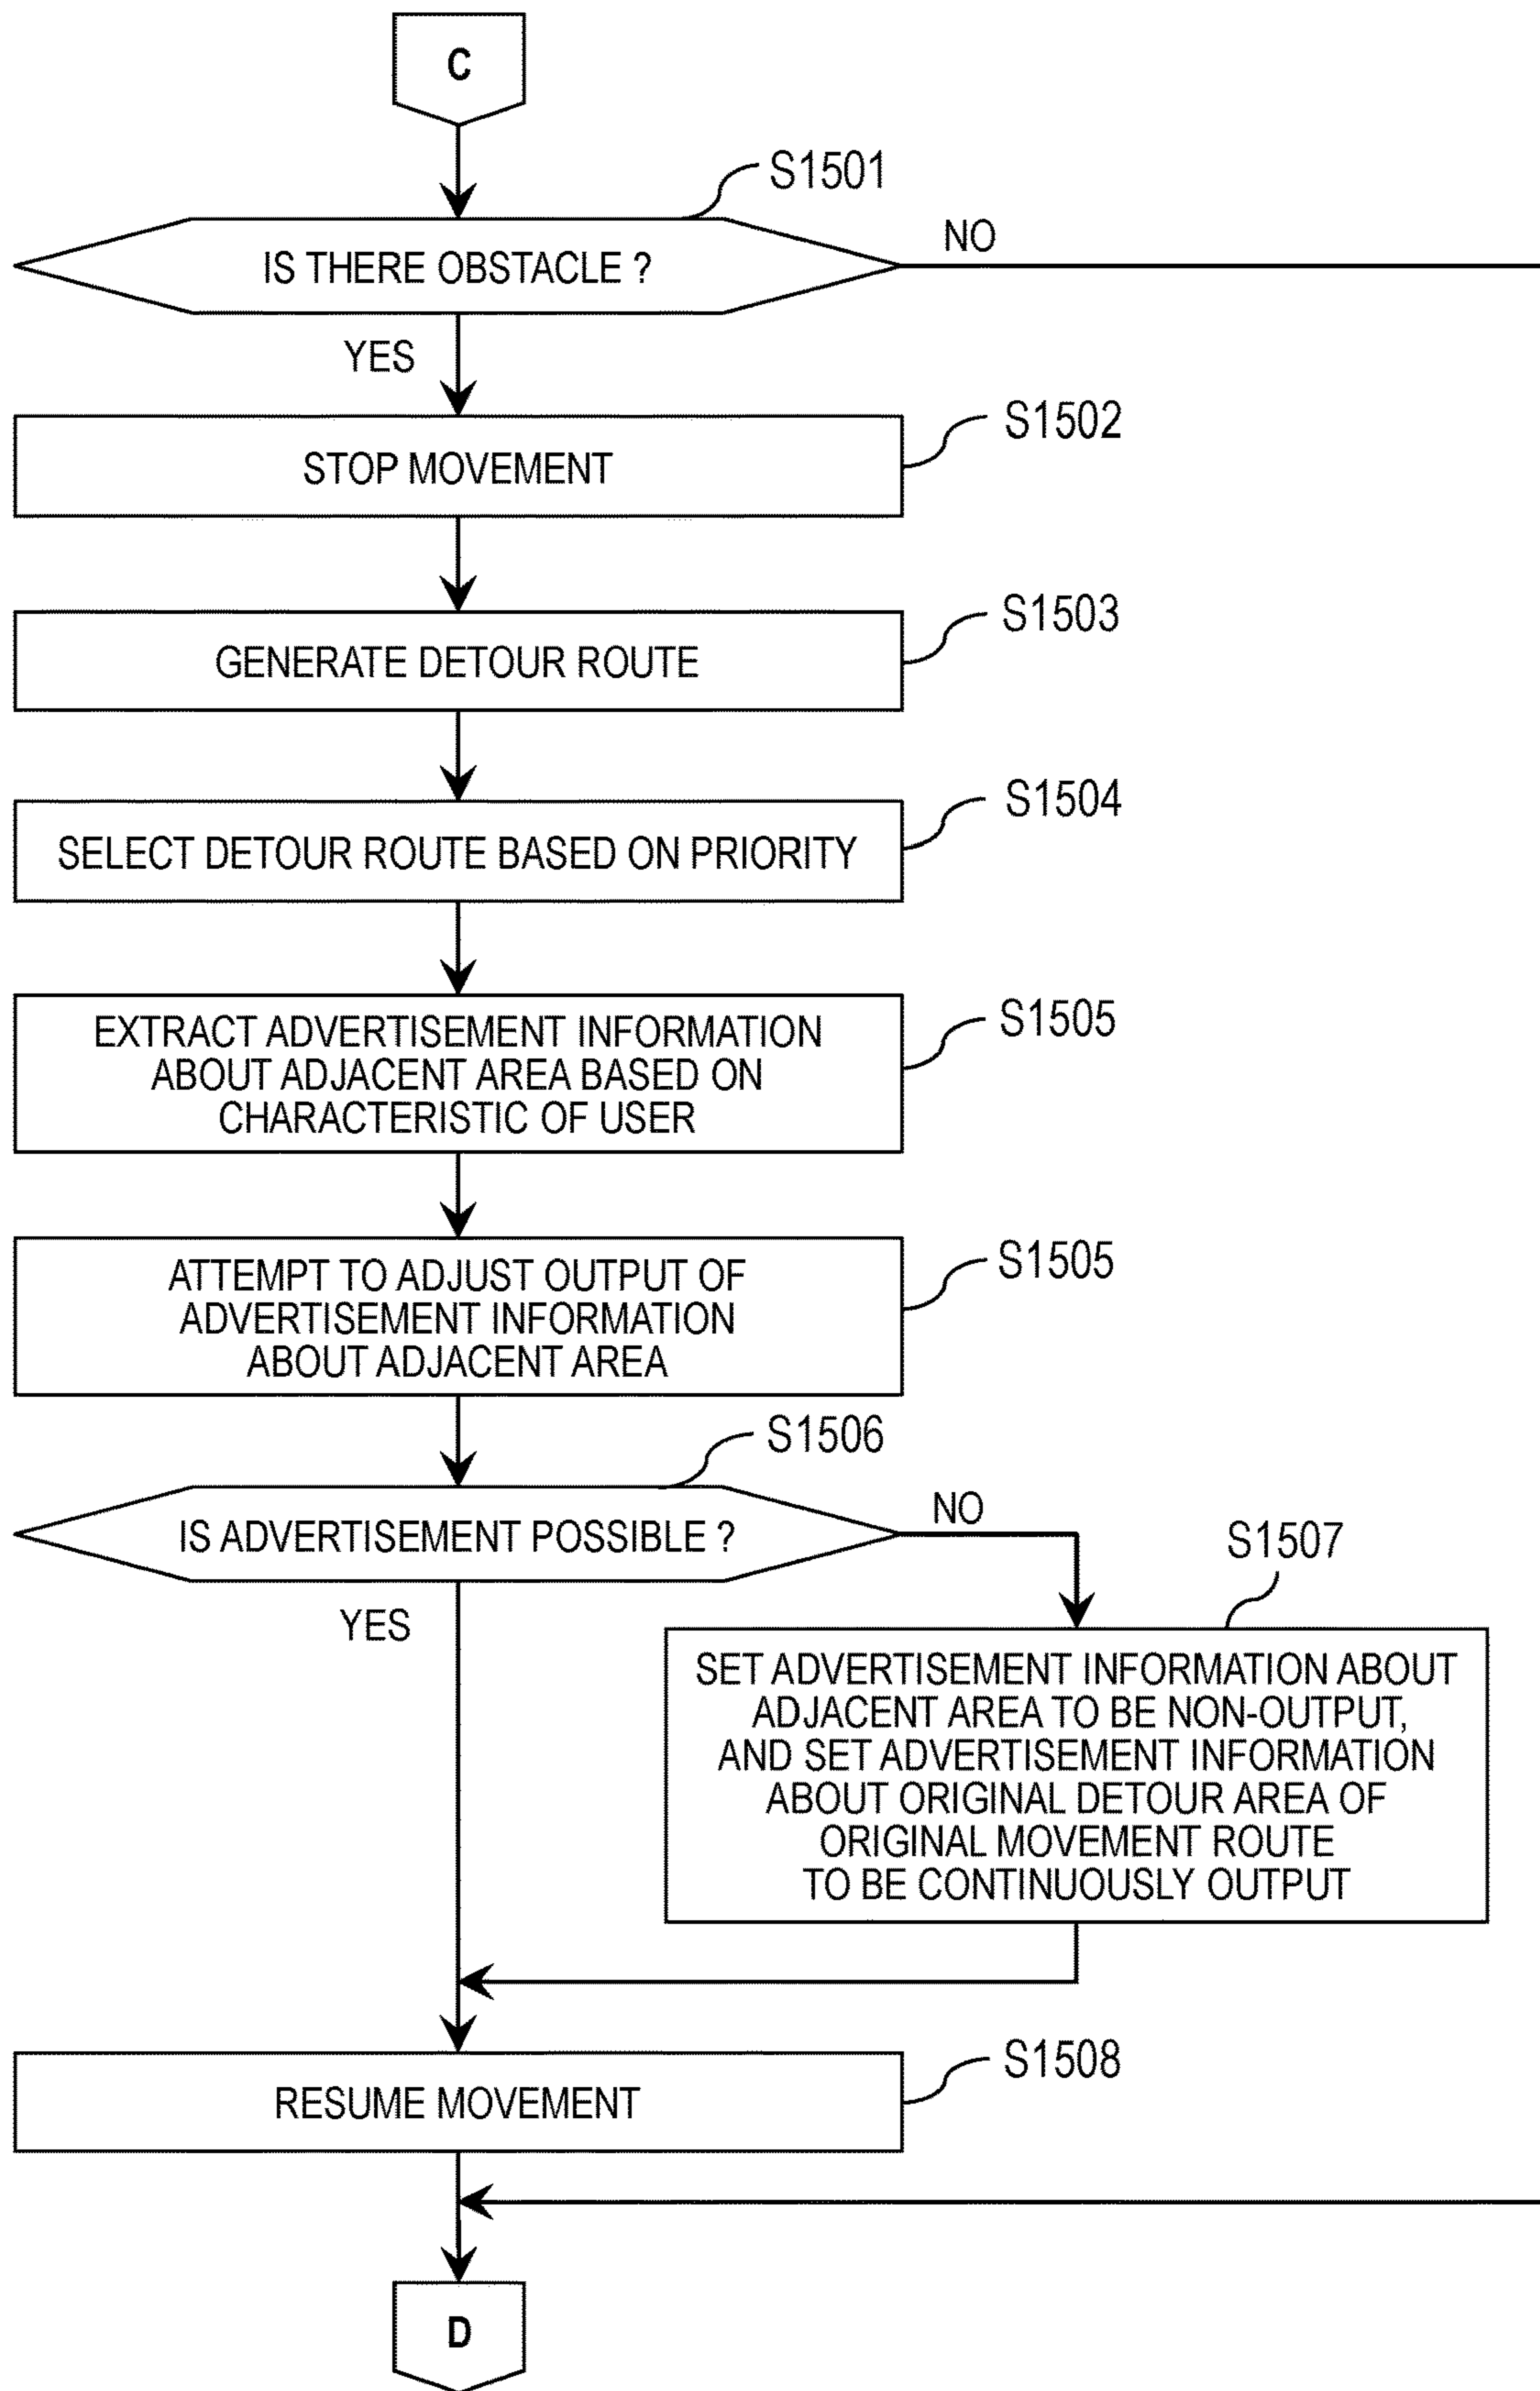 C
S1501
IS THERE OBSTACLE ?
NO
YES
S1502
STOP MOVEMENT
S1503
GENERATE DETOUR ROUTE
S1504
SELECT DETOUR ROUTE BASED ON PRIORITY
S1505
EXTRACT ADVERTISEMENT INFORMATION
ABOUT ADJACENT AREA BASED ON
CHARACTERISTIC OF USER
S1505
ATTEMPT TO ADJUST OUTPUT OF
ADVERTISEMENT INFORMATION
ABOUT ADJACENT AREA
S1506
IS ADVERTISEMENT POSSIBLE ?
NO
YES
S1507
SET ADVERTISEMENT INFORMATION ABOUT
ADJACENT AREA TO BE NON-OUTPUT,
AND SET ADVERTISEMENT INFORMATION
ABOUT ORIGINAL DETOUR AREA OF
ORIGINAL MOVEMENT ROUTE
TO BE CONTINUOUSLY OUTPUT
S1508
RESUME MOVEMENT
D